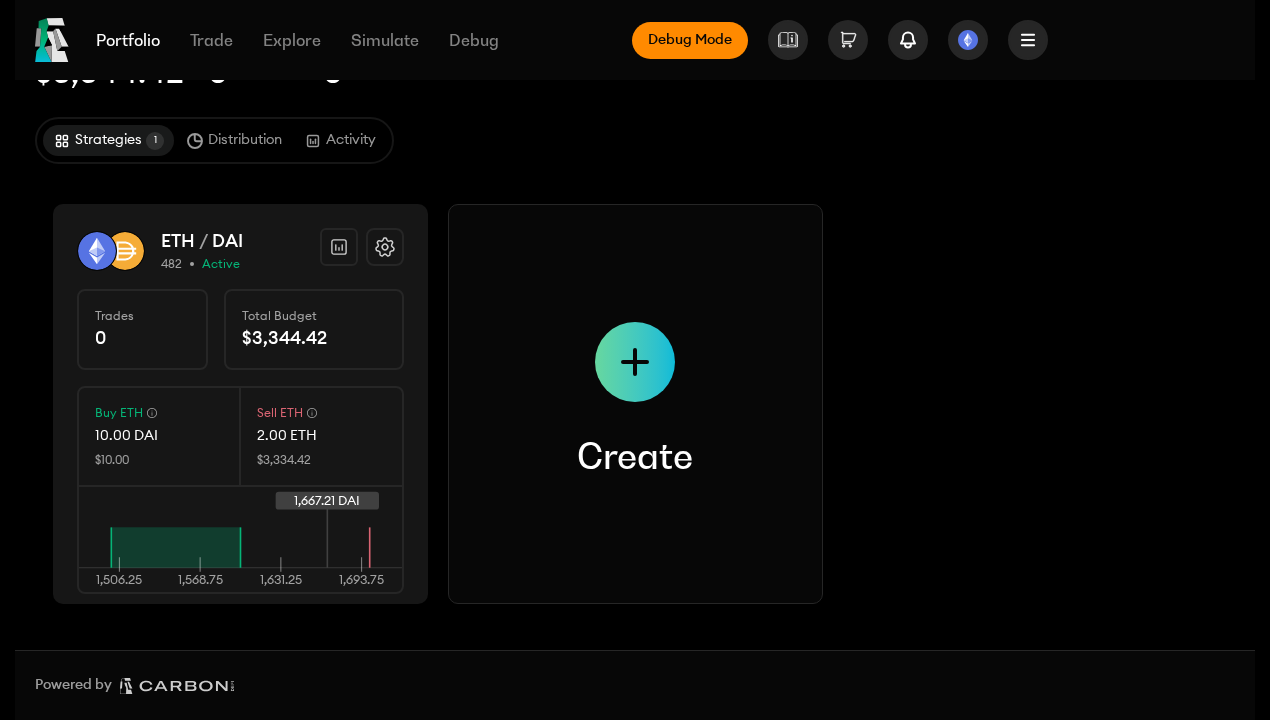 Portfolio Trade Explore Simulate Debug Debug Mode
Strategies 1 Distribution Activity
ETH / DAI
482 • Active
Trades
0
Total Budget
$3,344.42
Buy ETH
10.00 DAI
$10.00
Sell ETH
2.00 ETH
$3,334.42
1,667.21 DAI
1,506.25 1,568.75 1,631.25 1,693.75
Create
Powered by CARBON